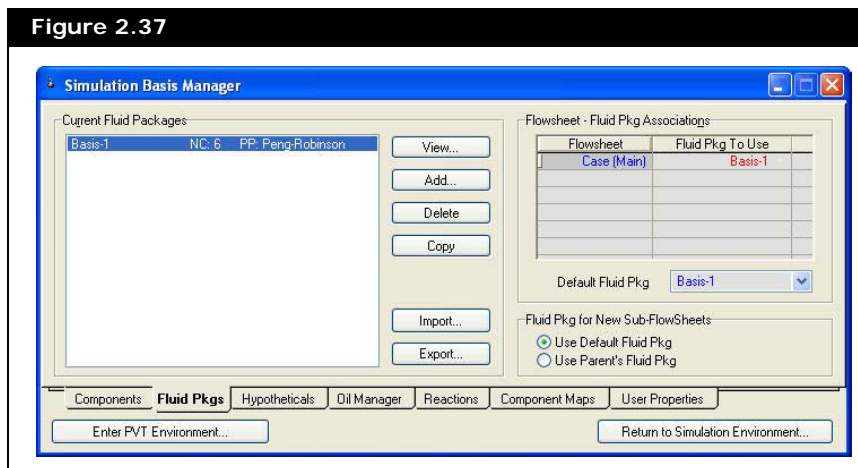 Figure 2.37
Simulation Basis Manager
Current Fluid Packages
Basis-1 NC: 6 PP: Peng-Robinson
View...
Add...
Delete
Copy
Import...
Export...
Flowsheet - Fluid Pkg Associations
Flowsheet Fluid Pkg To Use
Case (Main) Basis-1
Default Fluid Pkg Basis-1
Fluid Pkg for New Sub-FlowSheets
Use Default Fluid Pkg
Use Parent's Fluid Pkg
Components Fluid Pkgs Hypotheticals Oil Manager Reactions Component Maps User Properties
Enter PVT Environment... Return to Simulation Environment...